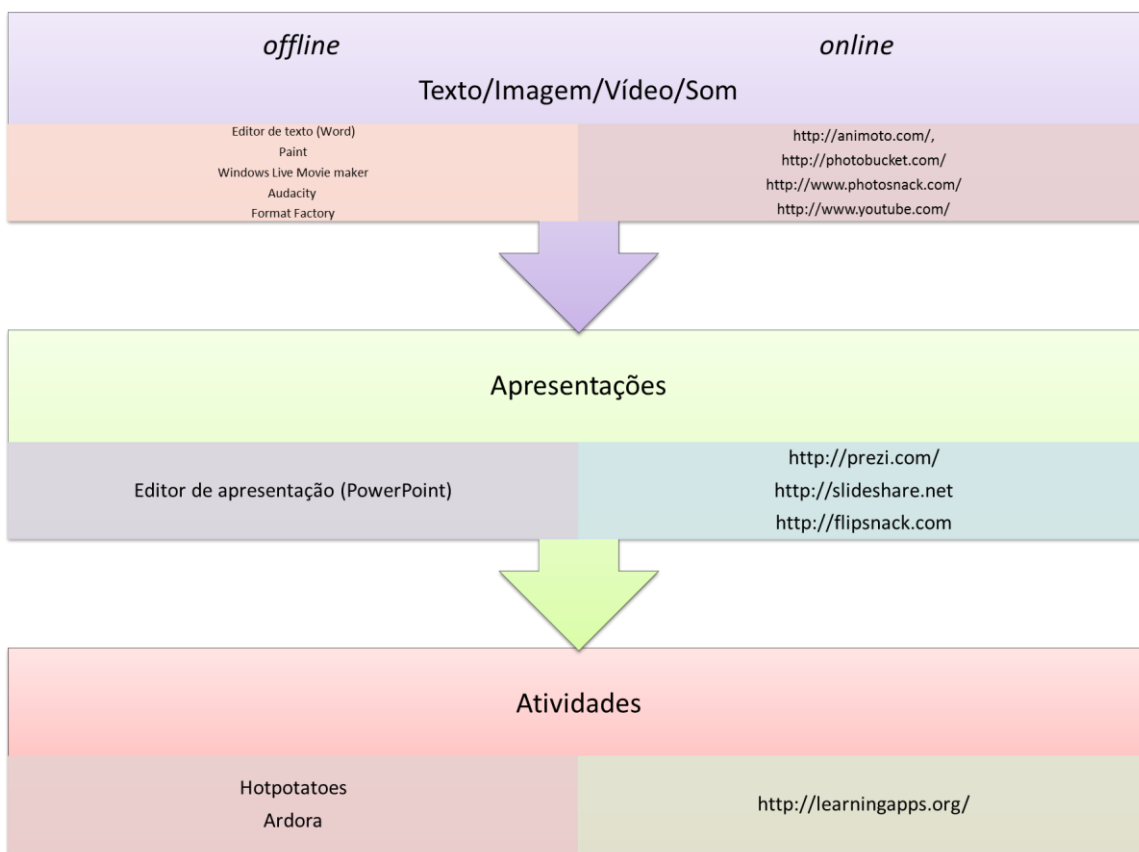 offline
online
Texto/Imagem/Vídeo/Som
Editor de texto (Word)
Paint
Windows Live Movie maker
Audacity
Format Factory
http://animoto.com/,
http://photobucket.com/
http://www.photosnack.com/
http://www.youtube.com/
Apresentações
Editor de apresentação (PowerPoint)
http://prezi.com/
http://slideshare.net
http://flipsnack.com
Atividades
Hotpotatoes
Ardora
http://learningapps.org/